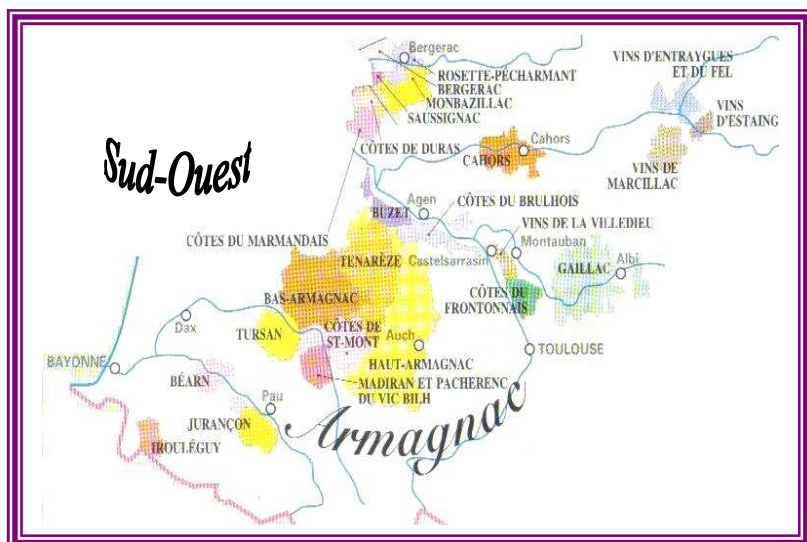 Sud-Ouest
Bergerac
ROSETTE-PÉCHARMANT
BERGERAC
MONBAZILLAC
SAUSSIGNAC
CÔTES DE DURAS
VINS D'ENTRAYGUES
ET DU FEL
VINS
D'ESTAING
Cahors
CAHORS
VINS DE
MARCILLAC
Agen
BUZET
CÔTES DU BRULHOIS
VINS DE LA VILLEDIEU
Montauban
CÔTES DU MARMANDAIS
TENARÈZE
Castelsarrasin
GAILLAC
Albi
BAS-ARMAGNAC
CÔTES DU
FRONTONNAIS
Dax
TURSAN
CÔTES DE
ST-MONT
Auch
TOULOUSE
HAUT-ARMAGNAC
BAYONNE
BÉARN
MADIRAN ET PACHERENC
DU VIC BILH
Pau
JURANÇON
IROULÉGUY
Armagnac